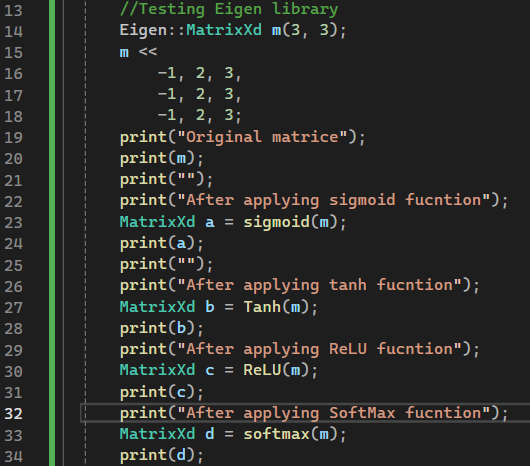 13 //Testing Eigen library
14 Eigen::MatrixXd m(3, 3);
15 m <<
16 -1, 2, 3,
17 -1, 2, 3,
18 -1, 2, 3;
19 print("Original matrice");
20 print(m);
21 print("");
22 print("After applying sigmoid fucntion");
23 MatrixXd a = sigmoid(m);
24 print(a);
25 print("");
26 print("After applying tanh fucntion");
27 MatrixXd b = Tanh(m);
28 print(b);
29 print("After applying ReLU fucntion");
30 MatrixXd c = ReLU(m);
31 print(c);
32 print("After applying SoftMax fucntion");
33 MatrixXd d = softmax(m);
34 print(d);